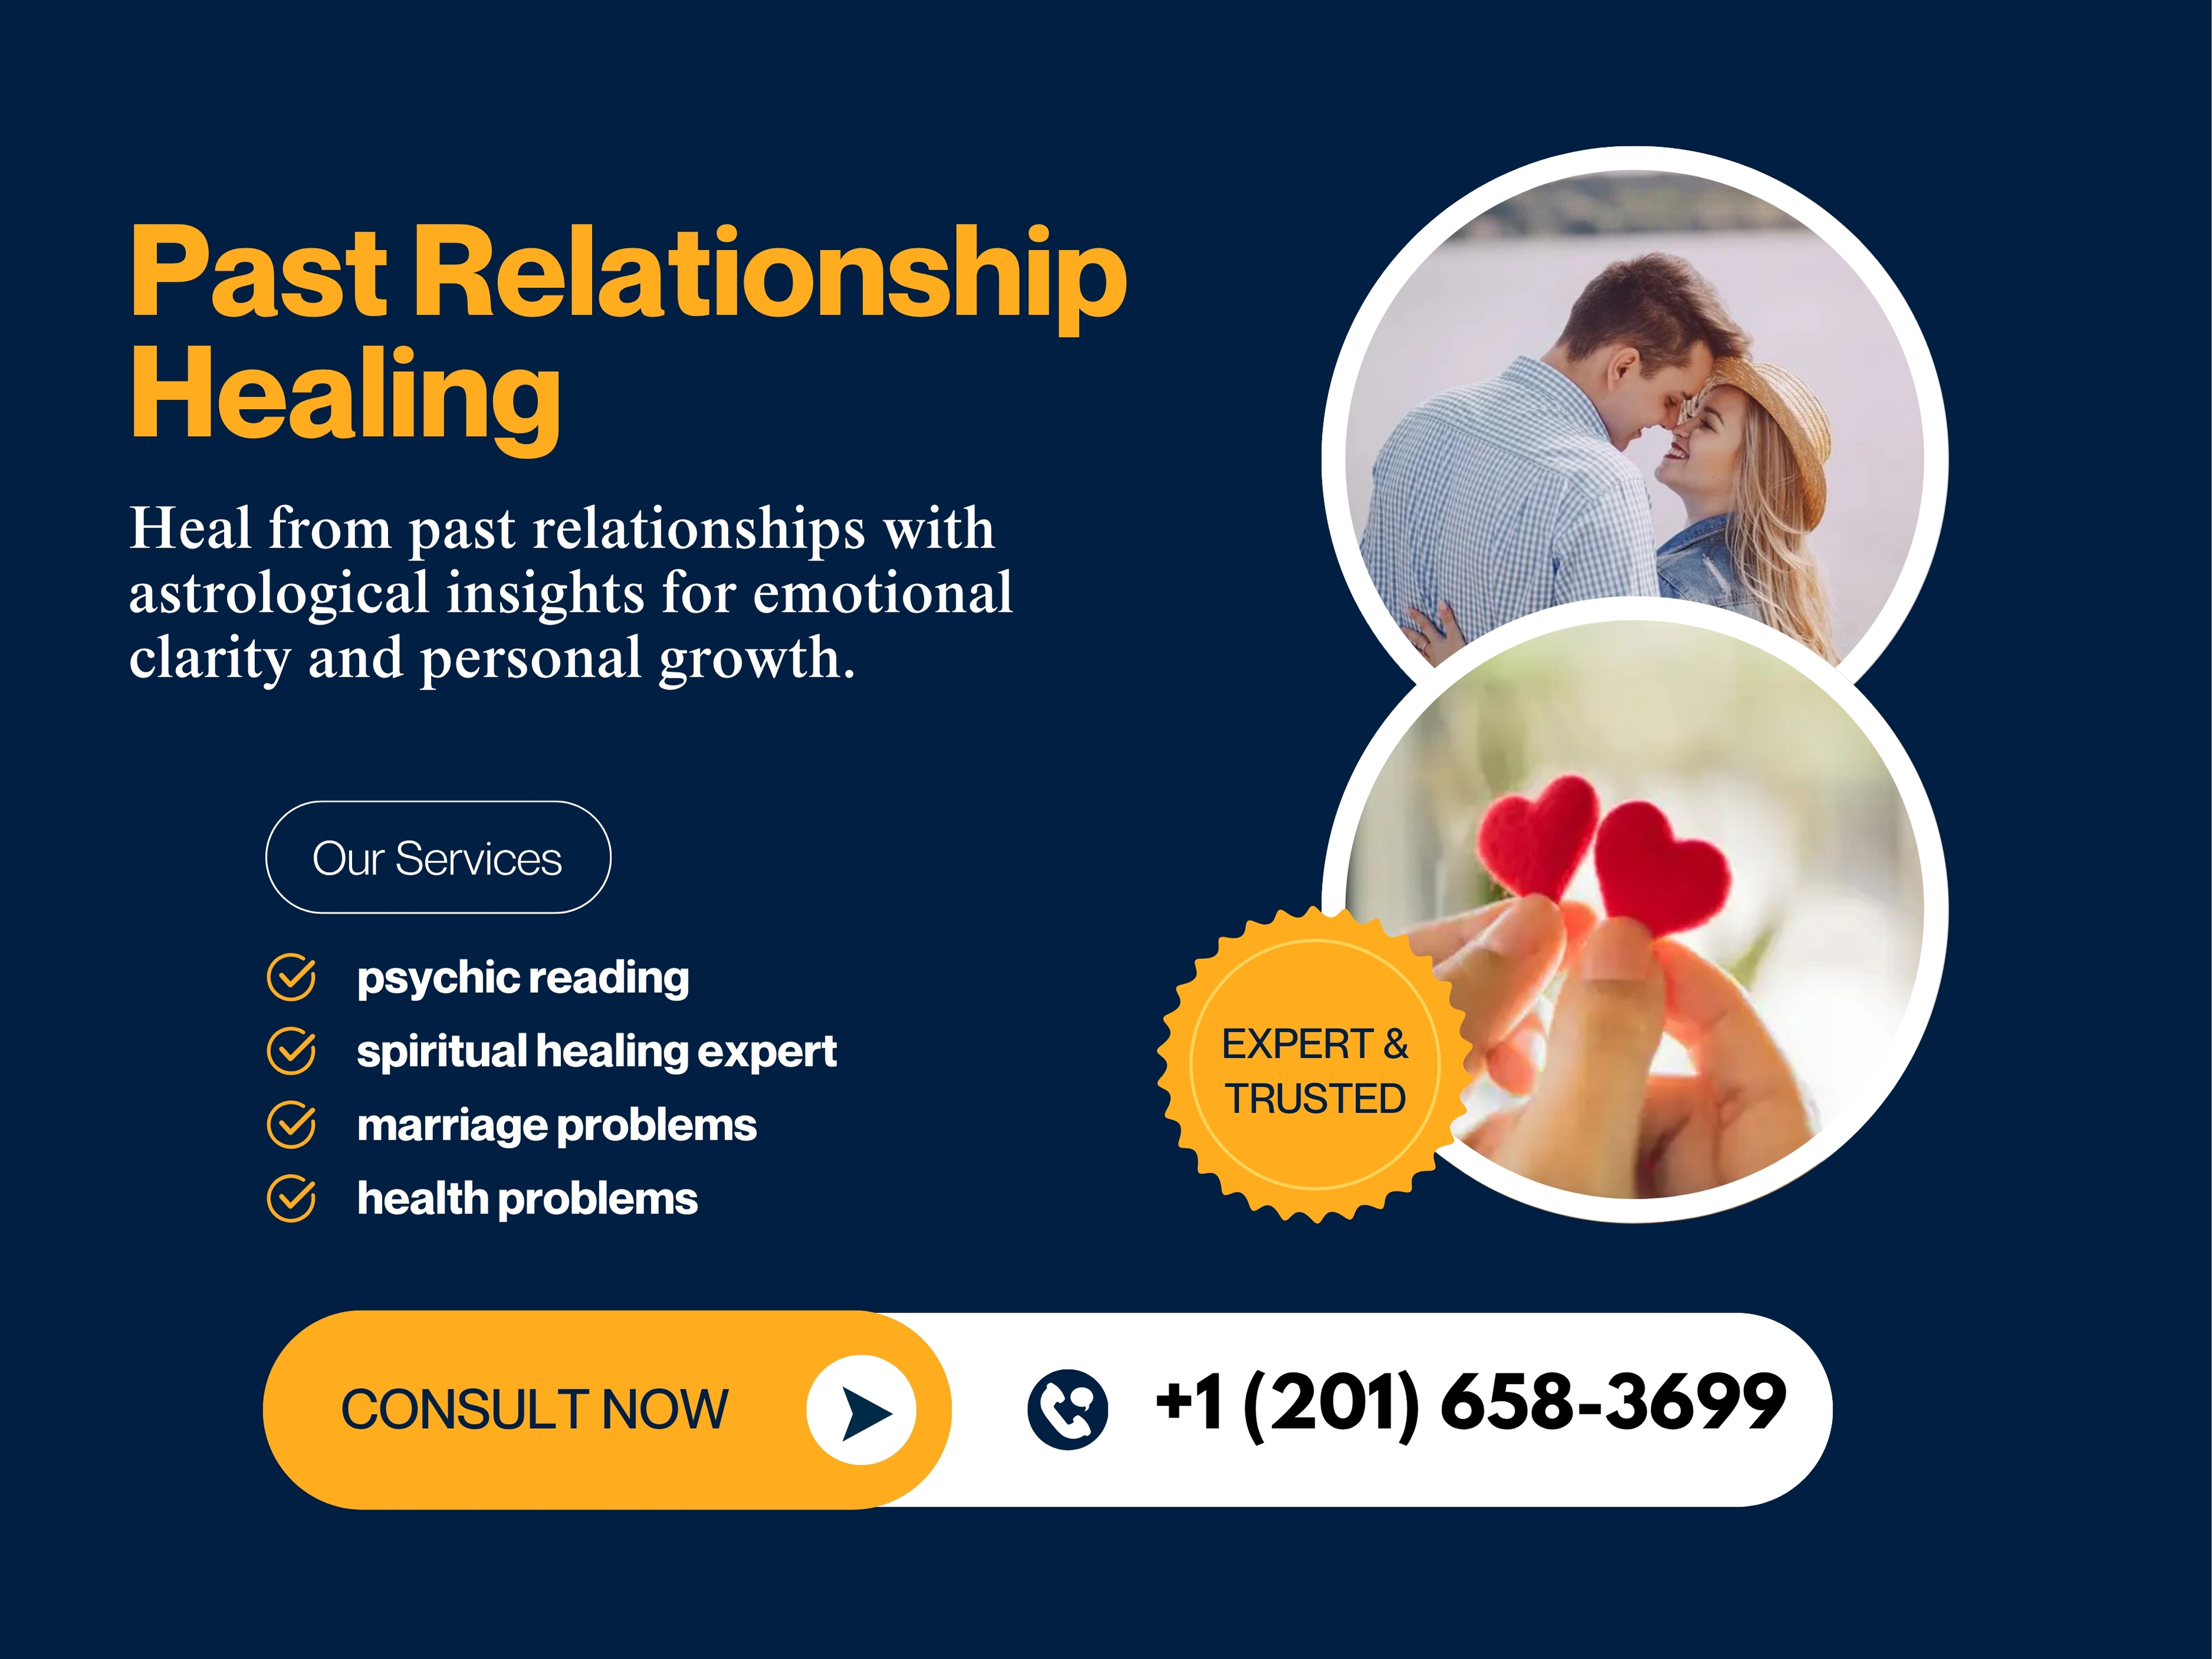 Past Relationship
Healing
Heal from past relationships with
astrological insights for emotional
clarity and personal growth.
Our Services
psychic reading
spiritual healing expert
marriage problems
health problems
EXPERT &
TRUSTED
CONSULT NOW
+1 (201) 658-3699